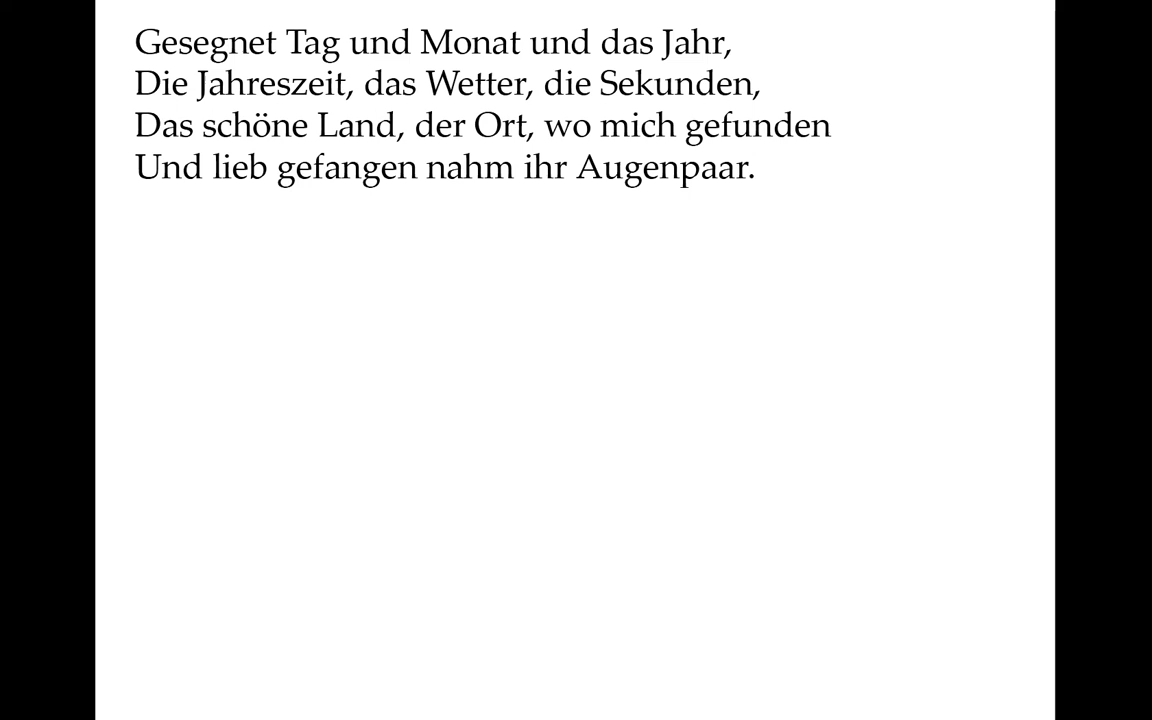 Gesegnet Tag und Monat und das Jahr,
Die Jahreszeit, das Wetter, die Sekunden,
Das schöne Land, der Ort, wo mich gefunden
Und lieb gefangen nahm ihr Augenpaar.